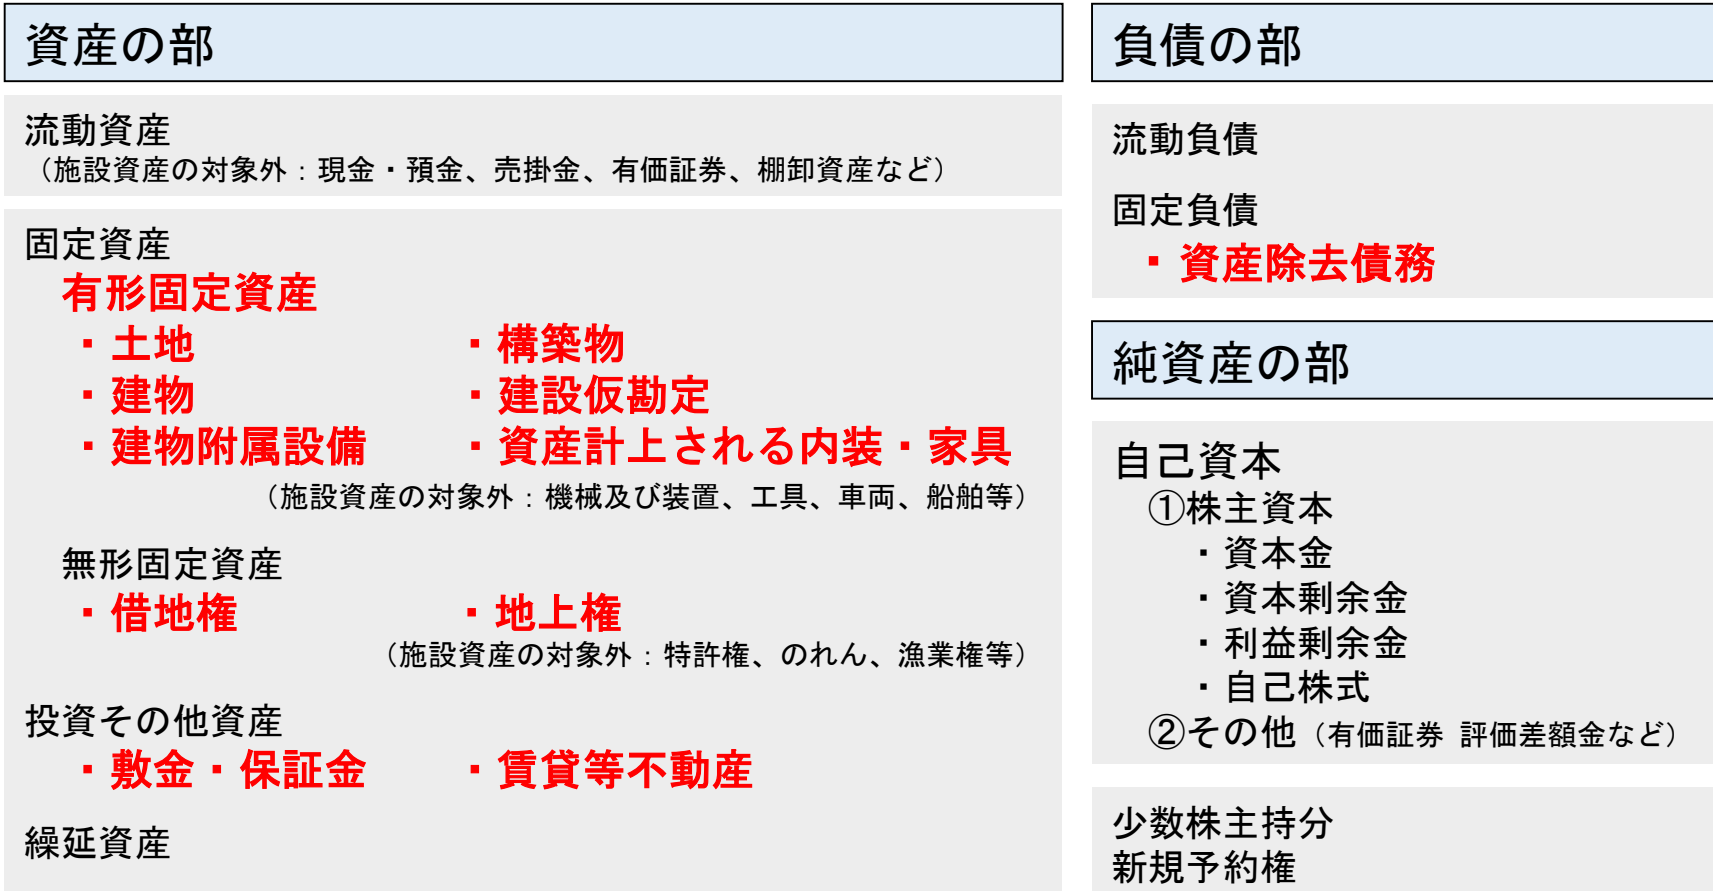 資産の部
流動資産
（施設資産の対象外：現金・預金、売掛金、有価証券、棚卸資産など）
固定資産
有形固定資産
・土地 ・構築物
・建物 ・建設仮勘定
・建物附属設備 ・資産計上される内装・家具
（施設資産の対象外：機械及び装置、工具、車両、船舶等）
無形固定資産
・借地権 ・地上権
（施設資産の対象外：特許権、のれん、漁業権等）
投資その他資産
・敷金・保証金 ・賃貸等不動産
繰延資産
負債の部
流動負債
固定負債
・資産除去債務
純資産の部
自己資本
①株主資本
・資本金
・資本剰余金
・利益剰余金
・自己株式
②その他（有価証券 評価差額金など）
少数株主持分
新規予約権